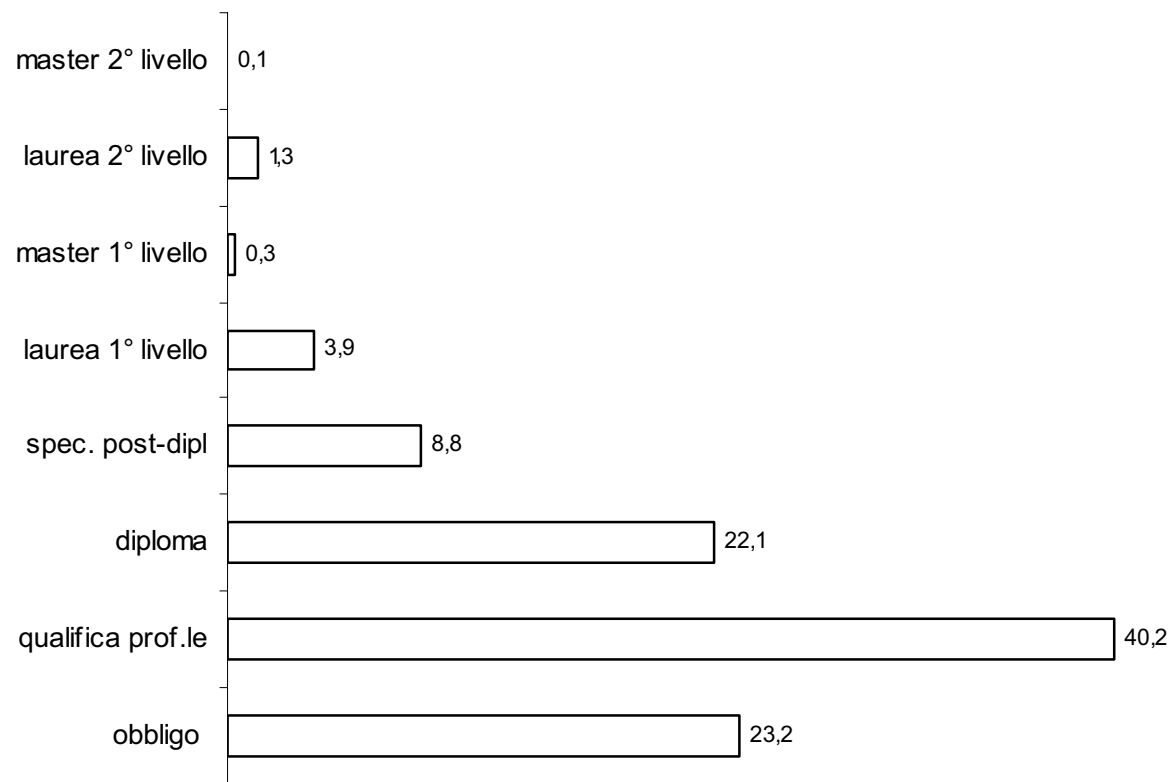 master 2° livello 0,1
laurea 2° livello 1,3
master 1° livello 0,3
laurea 1° livello 3,9
spec. post-dipl 8,8
diploma 22,1
qualifica prof.le 40,2
obbligo 23,2